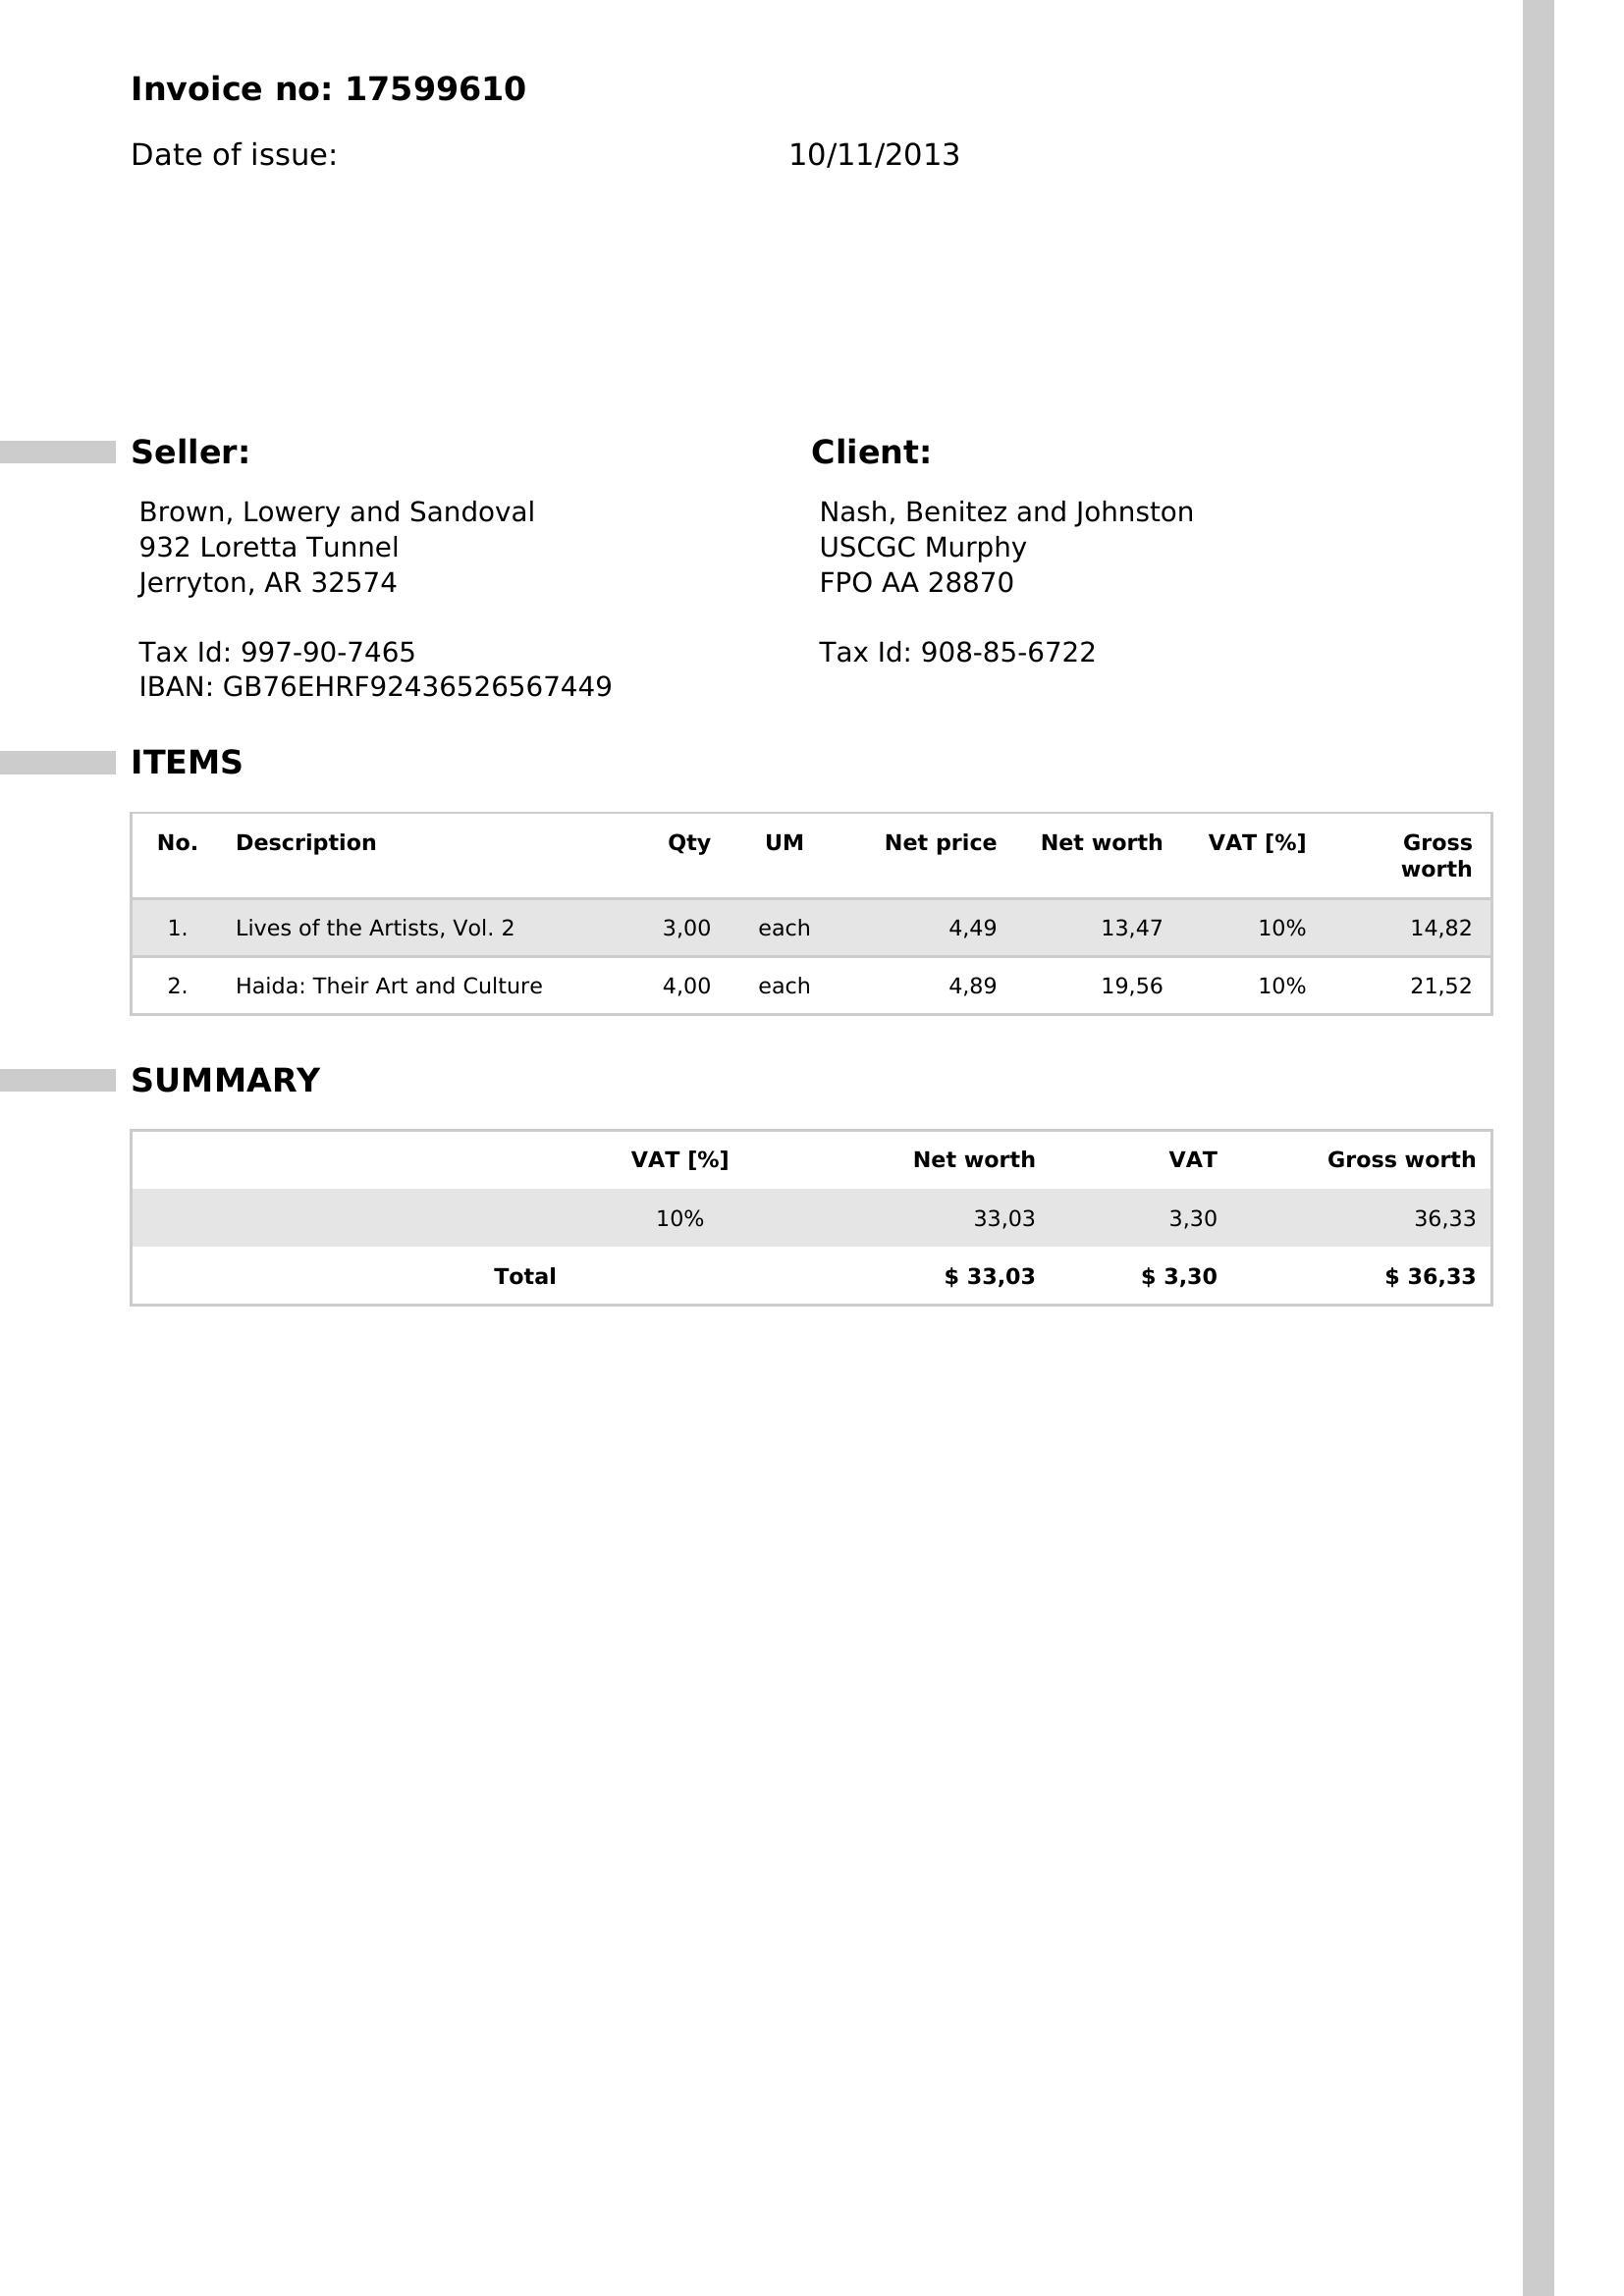 Invoice no: 17599610
Date of issue: 10/11/2013
Seller:
Brown, Lowery and Sandoval
932 Loretta Tunnel
Jerryton, AR 32574
Tax Id: 997-90-7465
IBAN: GB76EHRF92436526567449
Client:
Nash, Benitez and Johnston
USCGC Murphy
FPO AA 28870
Tax Id: 908-85-6722
ITEMS
No. Description Qty UM Net price Net worth VAT [%] Gross worth
1. Lives of the Artists, Vol. 2 3,00 each 4,49 13,47 10% 14,82
2. Haida: Their Art and Culture 4,00 each 4,89 19,56 10% 21,52
SUMMARY
VAT [%] Net worth VAT Gross worth
10% 33,03 3,30 36,33
Total $ 33,03 $ 3,30 $ 36,33